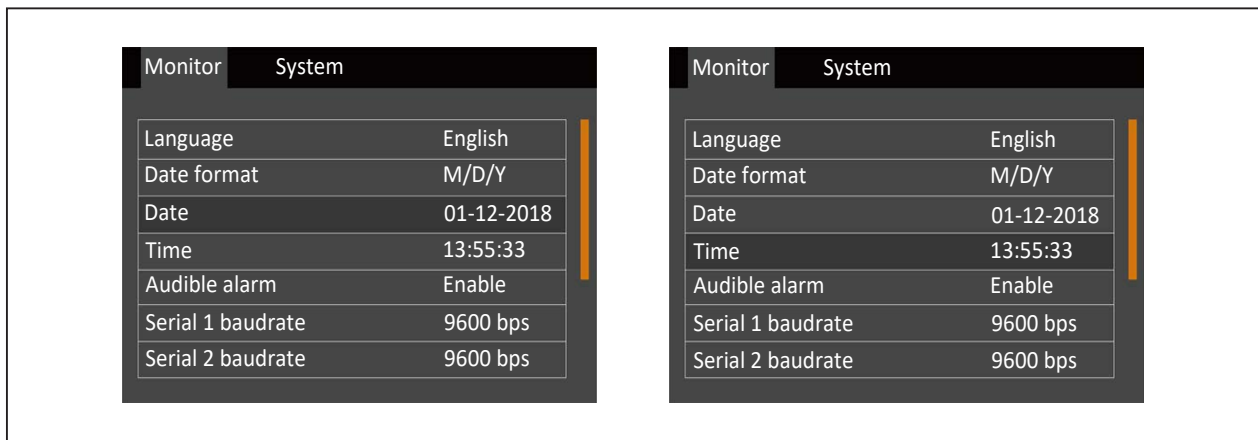 Monitor System
Language English
Date format M/D/Y
Date 01-12-2018
Time 13:55:33
Audible alarm Enable
Serial 1 baudrate 9600 bps
Serial 2 baudrate 9600 bps
Monitor System
Language English
Date format M/D/Y
Date 01-12-2018
Time 13:55:33
Audible alarm Enable
Serial 1 baudrate 9600 bps
Serial 2 baudrate 9600 bps